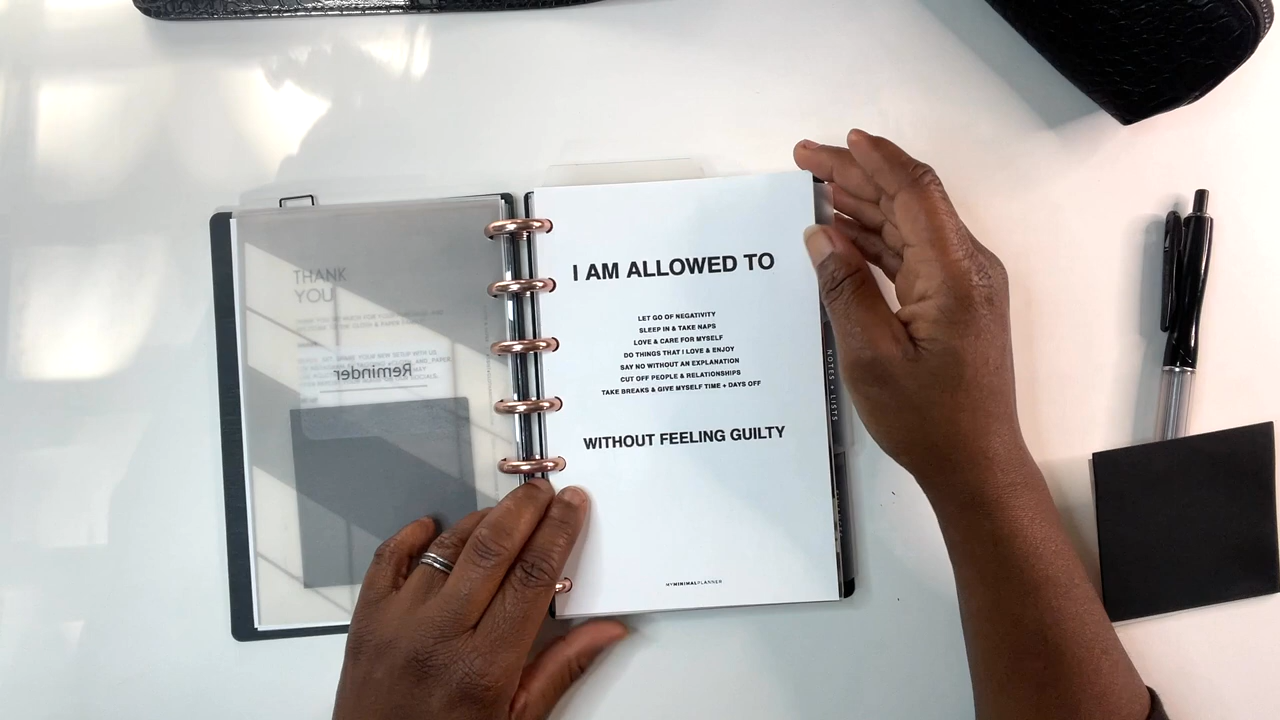 THANK
YOU
Reminder
I AM ALLOWED TO
LET GO OF NEGATIVITY
SLEEP IN & TAKE NAPS
LOVE & CARE FOR MYSELF
DO THINGS THAT I LOVE & ENJOY
SAY NO WITHOUT AN EXPLANATION
CUT OFF PEOPLE & RELATIONSHIPS
TAKE BREAKS & GIVE MYSELF TIME + DAYS OFF
WITHOUT FEELING GUILTY
MYMINIMALPLANNER
NOTES + LISTS